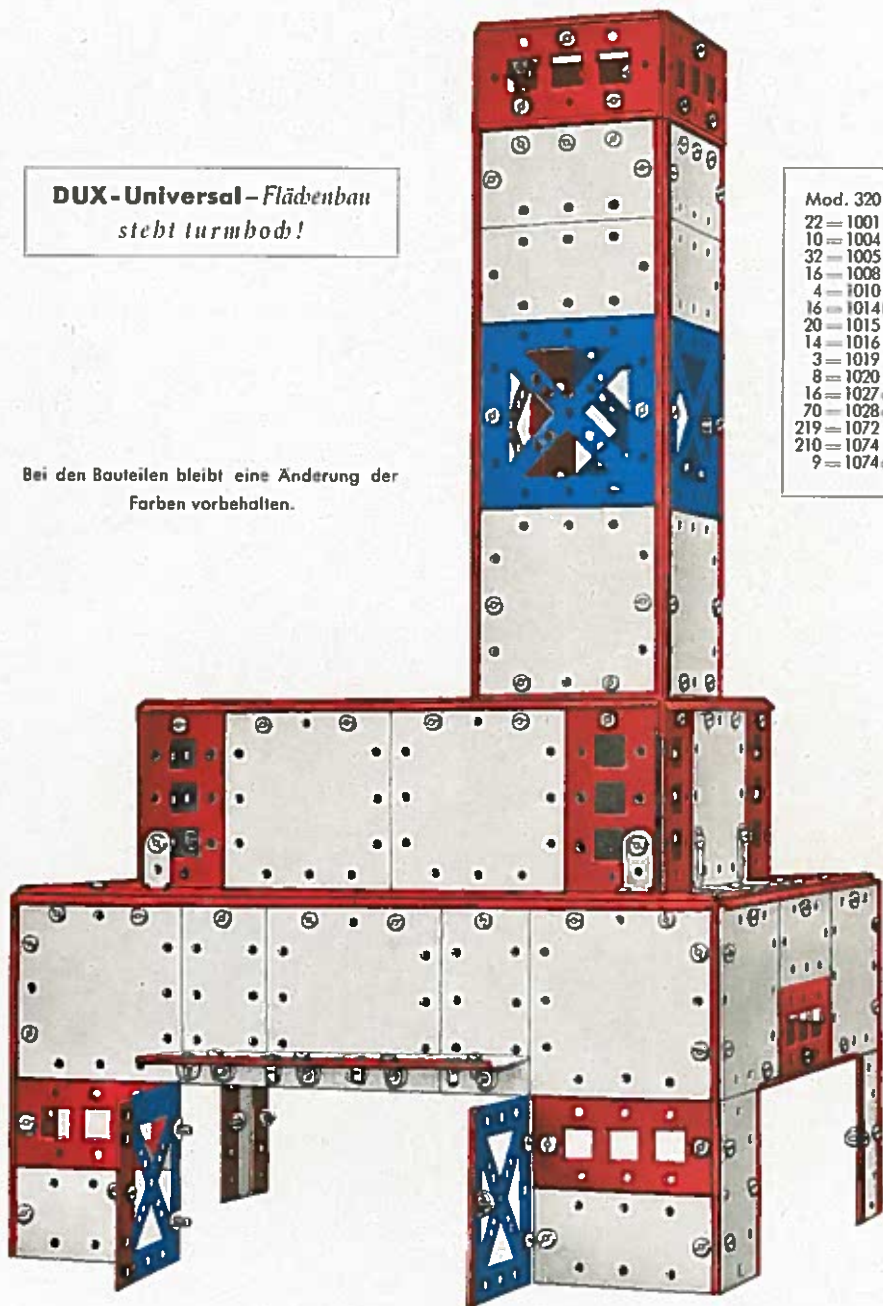 DUX-Universal – Flächenbau
steht turmhoch!
Bei den Bauteilen bleibt eine Änderung der
Farben vorbehalten.
Mod. 320
22 = 1001
10 = 1004
32 = 1005
16 = 1008
4 = 1010
16 = 1014
20 = 1015
14 = 1016
3 = 1019
8 = 1020
16 = 1027
70 = 1028
219 = 1072
210 = 1074
9 = 1074